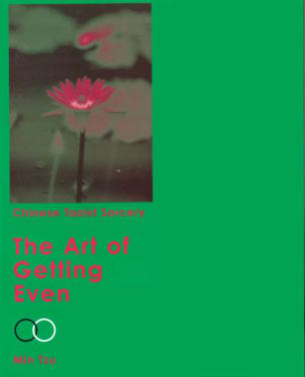 Chinese Taoist Sorcery
The Art of
Getting
Even
Min Tzu